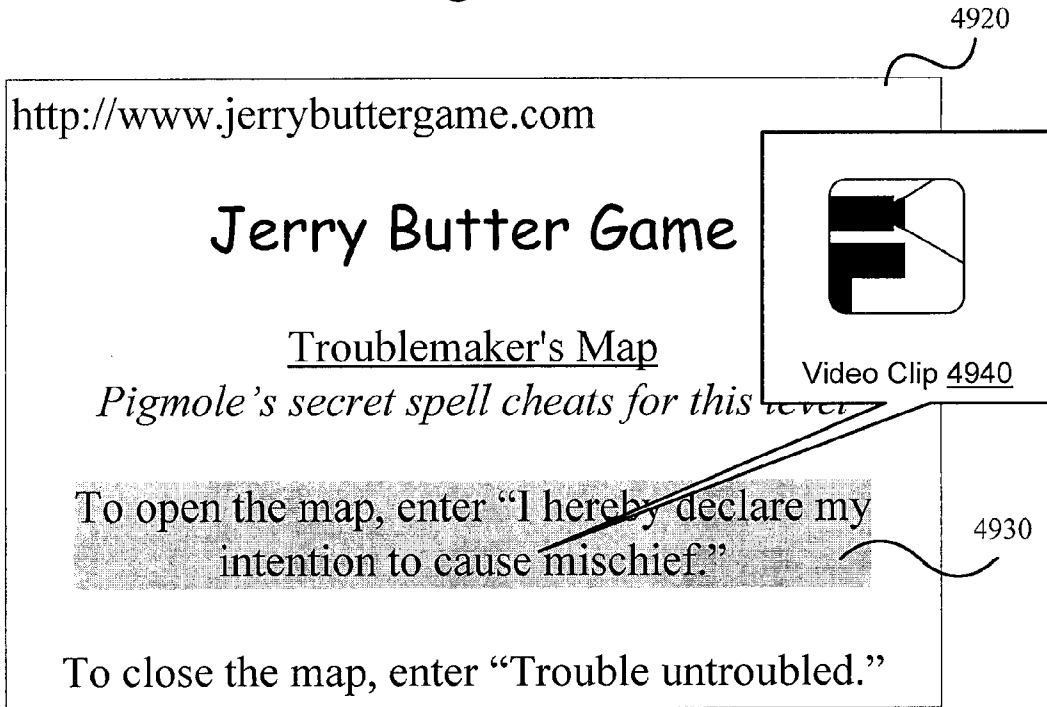 4920
http://www.jerrybuttergame.com
Jerry Butter Game
Troublemaker's Map
Video Clip 4940
Pigmole’s secret spell cheats for this level
To open the map, enter “I hereby declare my
intention to cause mischief.”
4930
To close the map, enter “Trouble untroubled.”